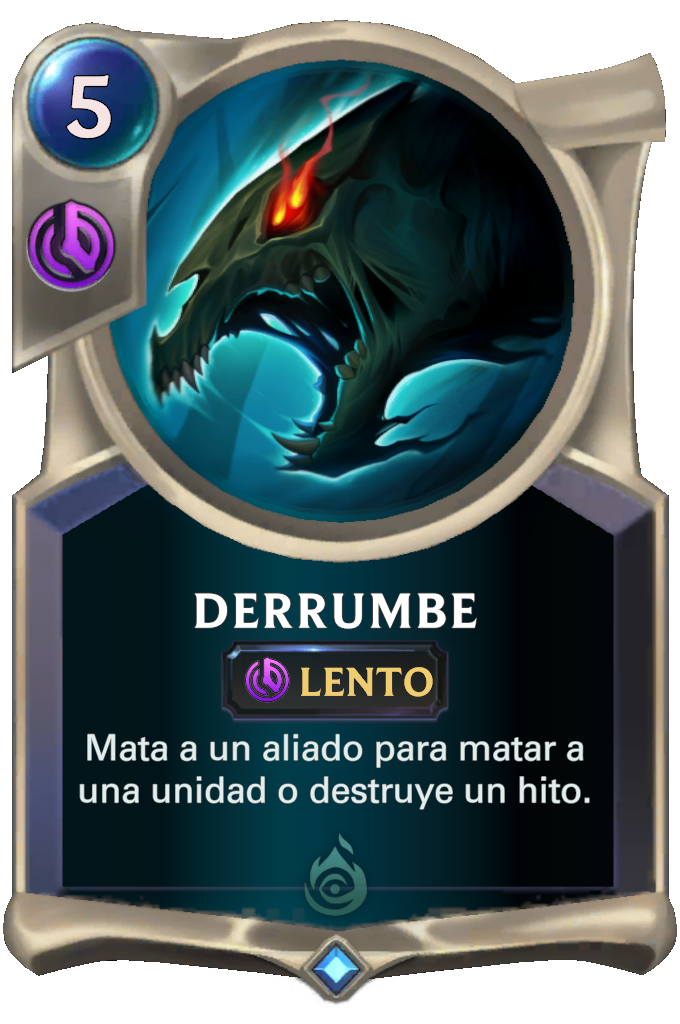 5
DERRUMBE
LENTO
Mata a un aliado para matar a
una unidad o destruye un hito.